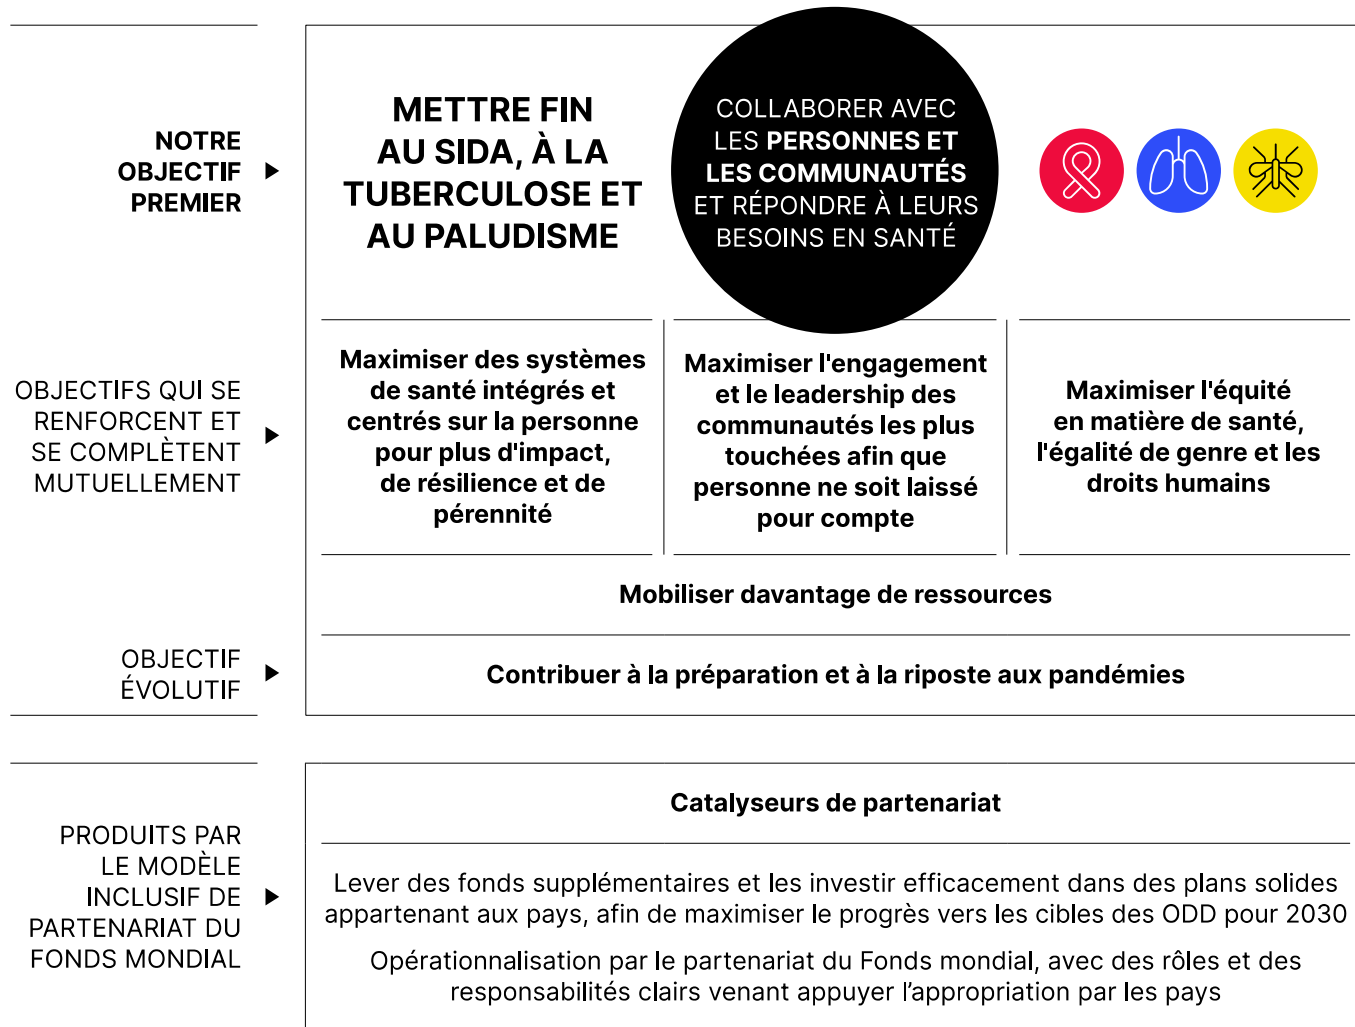 NOTRE
OBJECTIF
PREMIER
METTRE FIN
AU SIDA, À LA
TUBERCULOSE ET
AU PALUDISME
COLLABORER AVEC
LES PERSONNES ET
LES COMMUNAUTÉS
ET RÉPONDRE À LEURS
BESOINS EN SANTÉ
OBJECTIFS QUI SE
RENFORCENT ET
SE COMPLÈTENT
MUTUELLEMENT
Maximiser des systèmes
de santé intégrés et
centrés sur la personne
pour plus d'impact,
de résilience et de
pérennité
Maximiser l'engagement
et le leadership des
communautés les plus
touchées afin que
personne ne soit laissé
pour compte
Maximiser l'équité
en matière de santé,
l'égalité de genre et les
droits humains
Mobiliser davantage de ressources
OBJECTIF
ÉVOLUTIF
Contribuer à la préparation et à la riposte aux pandémies
PRODUITS PAR
LE MODÈLE
INCLUSIF DE
PARTENARIAT DU
FONDS MONDIAL
Catalyseurs de partenariat
Lever des fonds supplémentaires et les investir efficacement dans des plans solides
appartenant aux pays, afin de maximiser le progrès vers les cibles des ODD pour 2030
Opérationnalisation par le partenariat du Fonds mondial, avec des rôles et des
responsabilités clairs venant appuyer l’appropriation par les pays